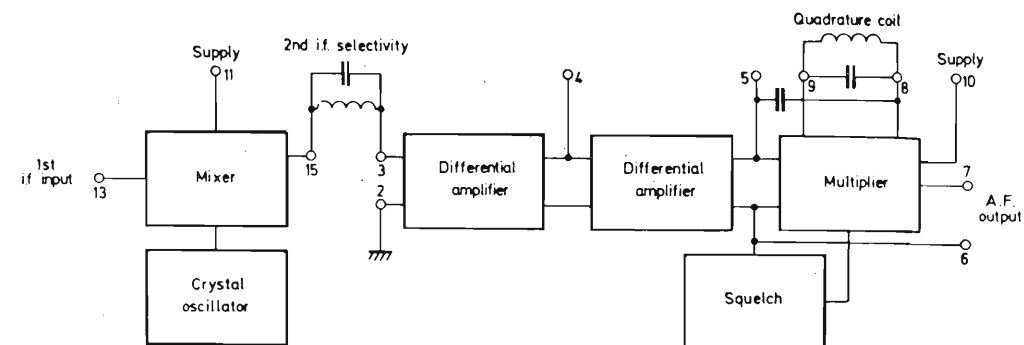 Quadrature coil
2nd i.f. selectivity
Supply
11
Supply
10
4
5
9
8
1st
i.f input
13
Mixer
15
3
2
Differential
amplifier
Differential
amplifier
Multiplier
7
A.F.
output
6
Crystal
oscillator
Squelch